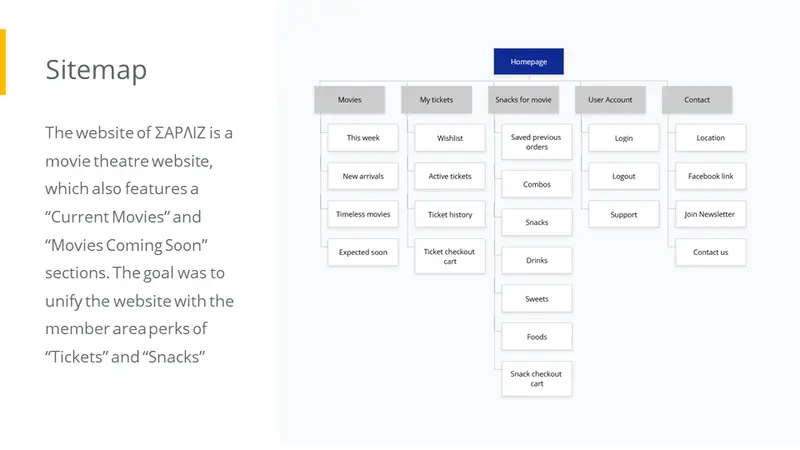 Sitemap
The website of ΣΑΡΛΙΖ is a
movie theatre website,
which also features a
“Current Movies” and
“Movies Coming Soon”
sections. The goal was to
unify the website with the
member area perks of
“Tickets” and “Snacks”
Homepage
Movies
This week
New arrivals
Timeless movies
Expected soon
My tickets
Wishlist
Active tickets
Ticket history
Ticket checkout
cart
Snacks for movie
Saved previous
orders
Combos
Snacks
Drinks
Sweets
Foods
Snack checkout
cart
User Account
Login
Logout
Support
Contact
Location
Facebook link
Join Newsletter
Contact us